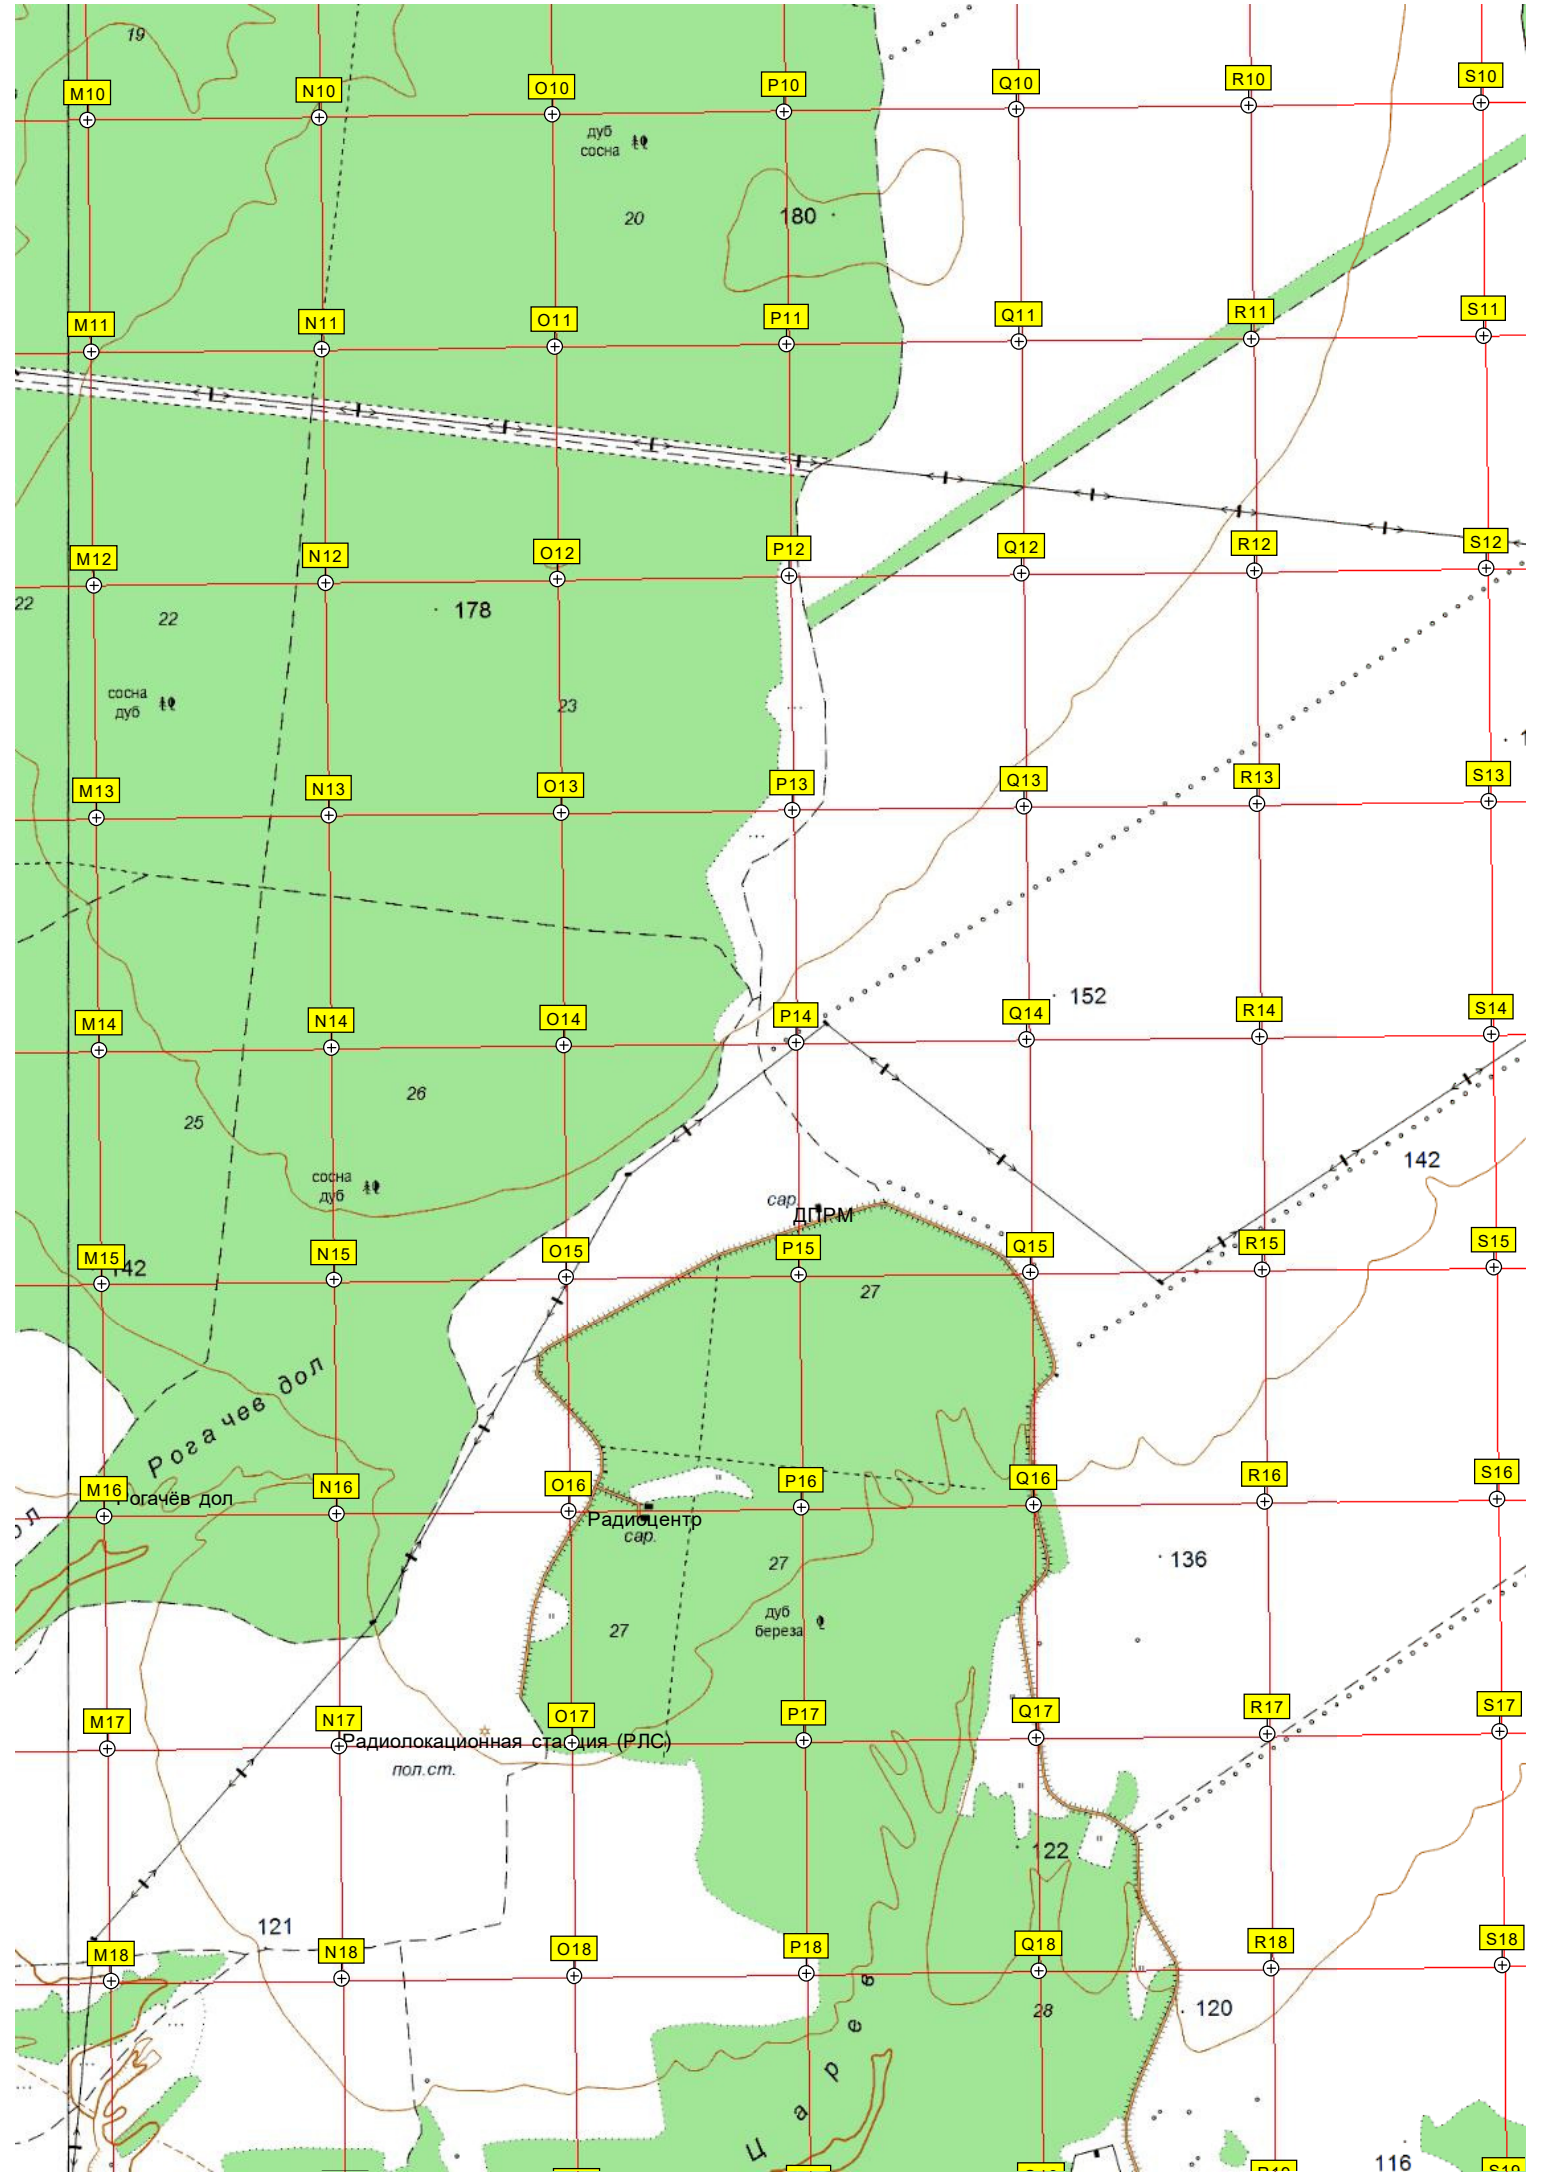 19
M10 N10 O10 P10 Q10 R10 S10
дуб
сосна
20
180
M11 N11 O11 P11 Q11 R11 S11
M12 N12 O12 P12 Q12 R12 S12
22
22
178
сосна
дуб
23
M13 N13 O13 P13 Q13 R13 S13
152
M14 N14 O14 P14 Q14 R14 S14
26
25
142
сосна
дуб
сар.
ДПРМ
M15 N15 O15 P15 Q15 R15 S15
142
27
Рогачев дол
M16 N16 O16 P16 Q16 R16 S16
Рогачёв дол
Радиоцентр
сар.
136
27
дуб
береза
27
M17 N17 O17 P17 Q17 R17 S17
Радиолокационная станция (РЛС)
пол.ст.
122
121
M18 N18 O18 P18 Q18 R18 S18
28
120
Царев
116